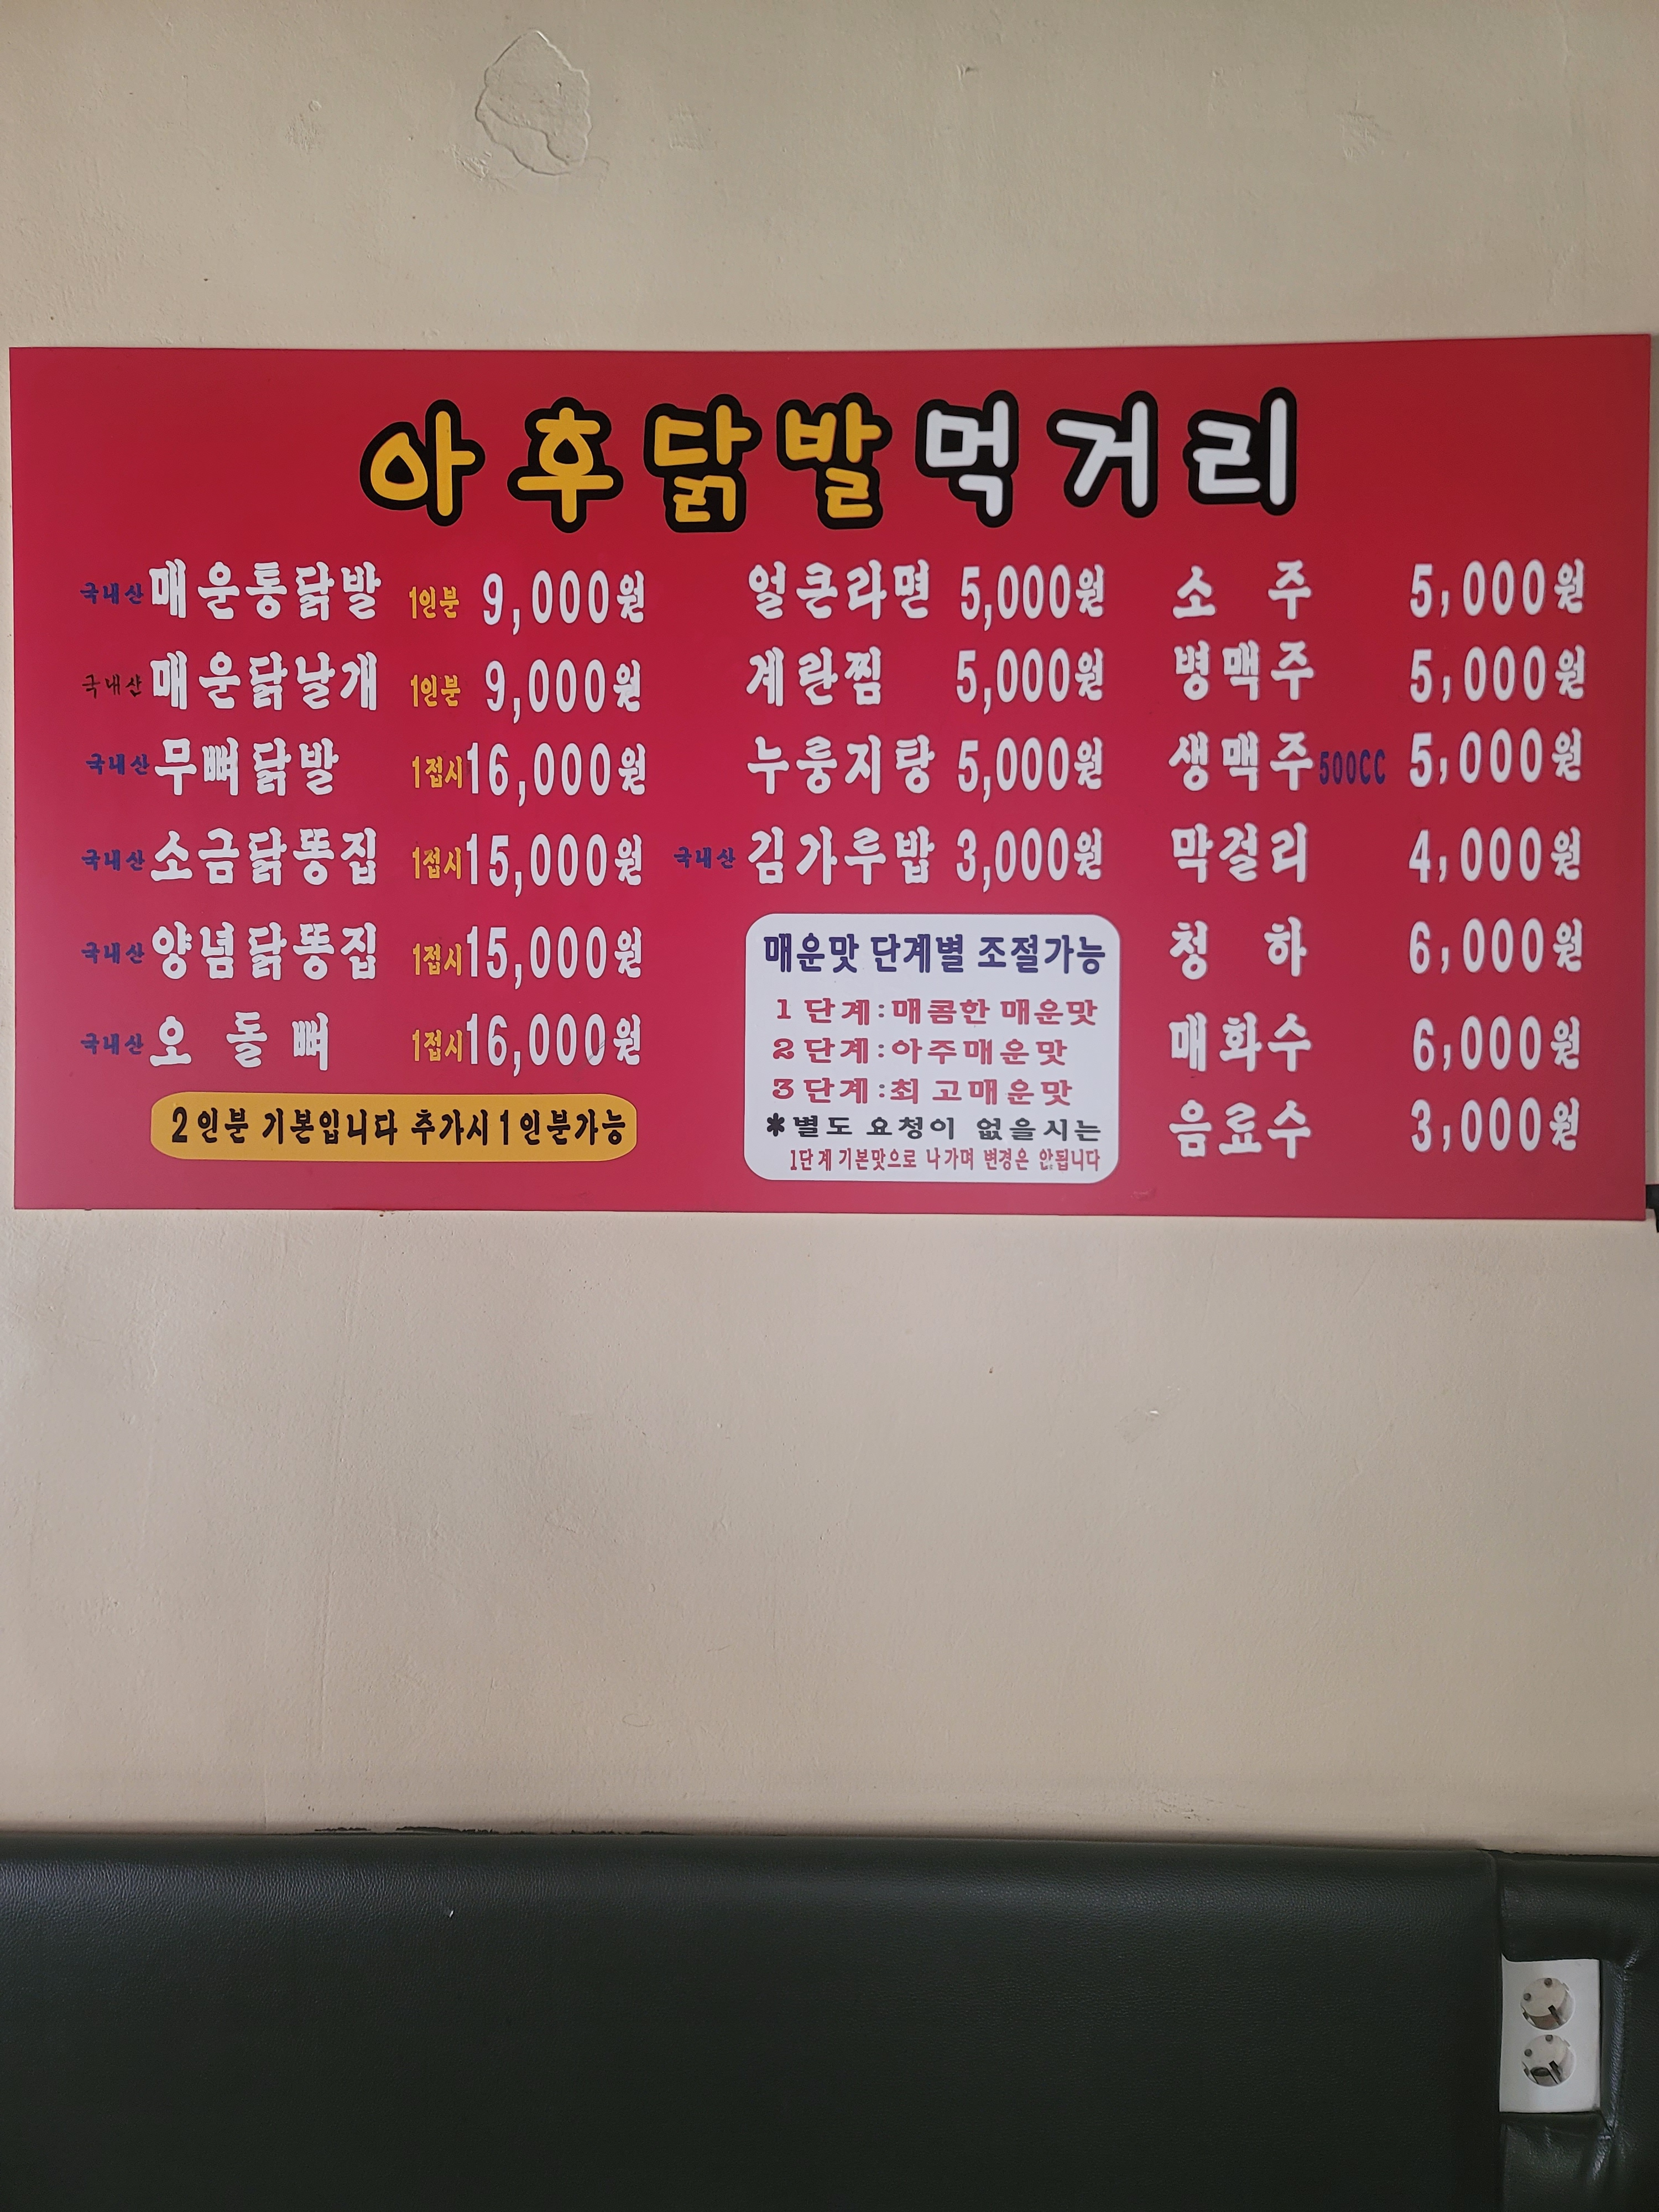 아후닭발먹거리
국내산 매운통닭발 1인분 9,000원
국내산 매운닭날개 1인분 9,000원
국내산 무뼈닭발 1접시 16,000원
국내산 소금닭똥집 1접시 15,000원
국내산 양념닭똥집 1접시 15,000원
국내산 오돌뼈 1접시 16,000원
2인분 기본입니다 추가시 1인분가능
얼큰라면 5,000원
계란찜 5,000원
누룽지탕 5,000원
국내산 김가루밥 3,000원
매운맛 단계별 조절가능
1단계:매콤한 매운맛
2단계:아주매운맛
3단계:최고매운맛
*별도 요청이 없을시는
1단계 기본맛으로 나가며 변경은 안됩니다
소주 5,000원
병맥주 5,000원
생맥주 500CC 5,000원
막걸리 4,000원
청하 6,000원
매화수 6,000원
음료수 3,000원